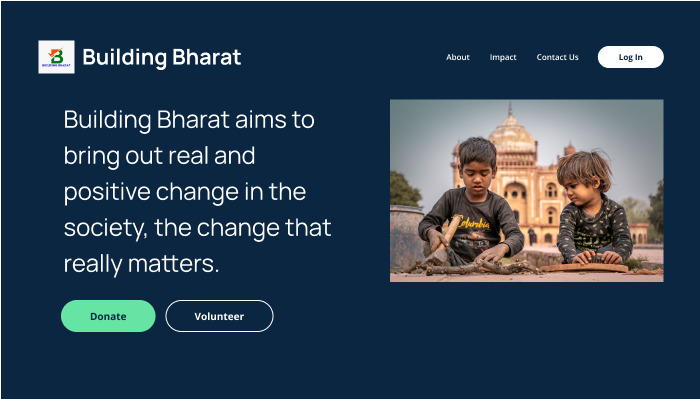 BUILDING BHARAT
Building Bharat
About
Impact
Contact Us
Log In
Building Bharat aims to
bring out real and
positive change in the
society, the change that
really matters.
Columbia
Donate
Volunteer